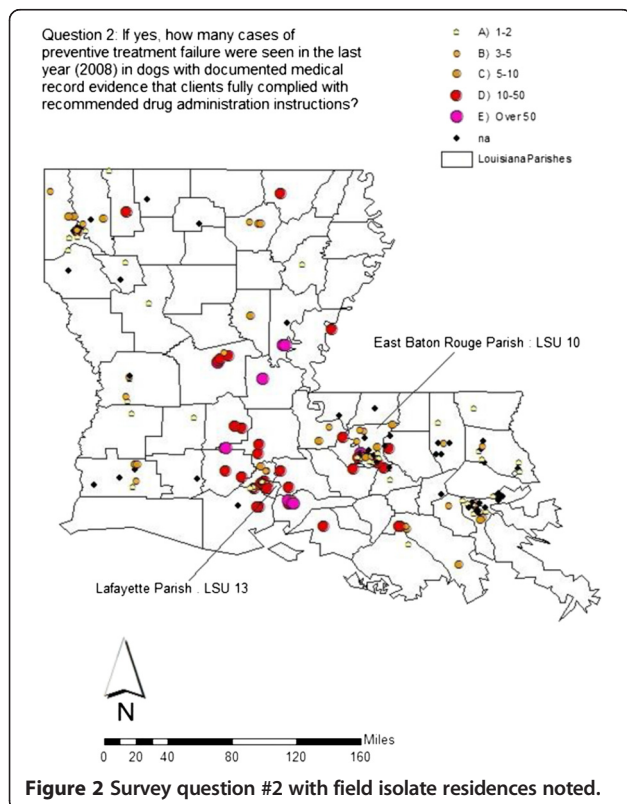 Question 2: If yes, how many cases of
preventive treatment failure were seen in the last
year (2008) in dogs with documented medical
record evidence that clients fully complied with
recommended drug administration instructions?
A) 1-2
B) 3-5
C) 5-10
D) 10-50
E) Over 50
na
Louisiana Parishes
East Baton Rouge Parish : LSU 10
Lafayette Parish : LSU 13
N
Miles
0 20 40 80 120 160
Figure 2 Survey question #2 with field isolate residences noted.